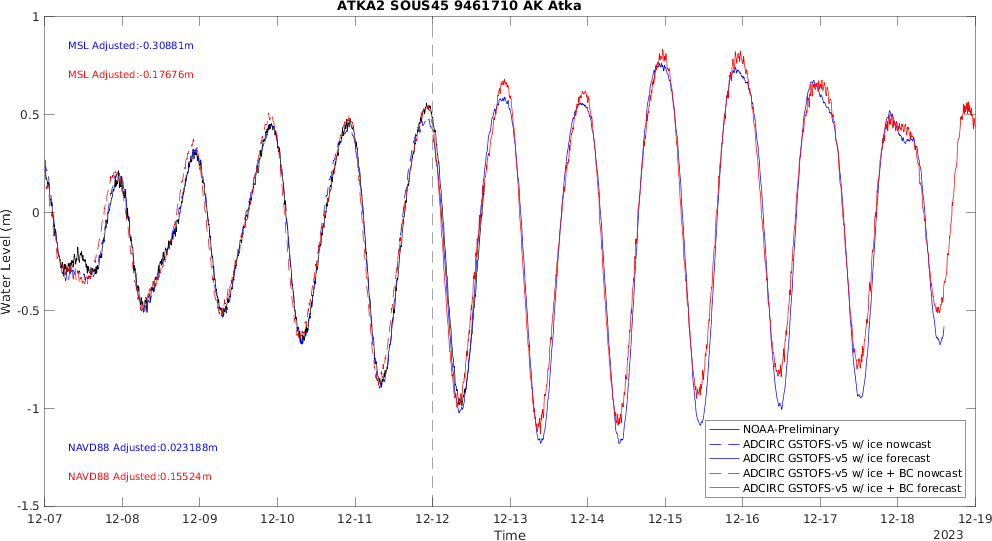 ATKA2 SOUS45 9461710 AK Atka
1
0.5
0
-0.5
-1
-1.5
Water Level (m)
MSL Adjusted:-0.30881m
MSL Adjusted:-0.17676m
NAVD88 Adjusted:0.023188m
NAVD88 Adjusted:0.15524m
NOAA-Preliminary
ADCIRC GSTOFS-v5 w/ ice nowcast
ADCIRC GSTOFS-v5 w/ ice forecast
ADCIRC GSTOFS-v5 w/ ice + BC nowcast
ADCIRC GSTOFS-v5 w/ ice + BC forecast
12-07 12-08 12-09 12-10 12-11 12-12 12-13 12-14 12-15 12-16 12-17 12-18 12-19
Time
2023